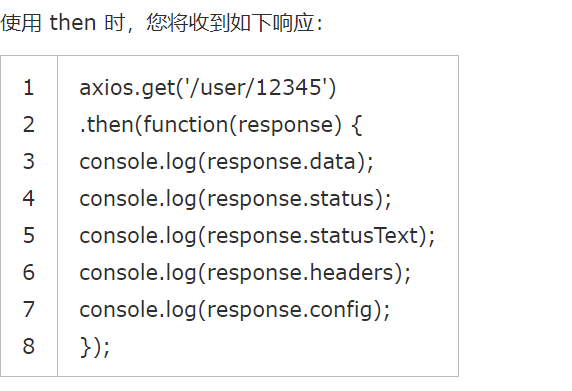 使用 then 时，您将收到如下响应：
1 axios.get('/user/12345')
2 .then(function(response) {
3 console.log(response.data);
4 console.log(response.status);
5 console.log(response.statusText);
6 console.log(response.headers);
7 console.log(response.config);
8 });